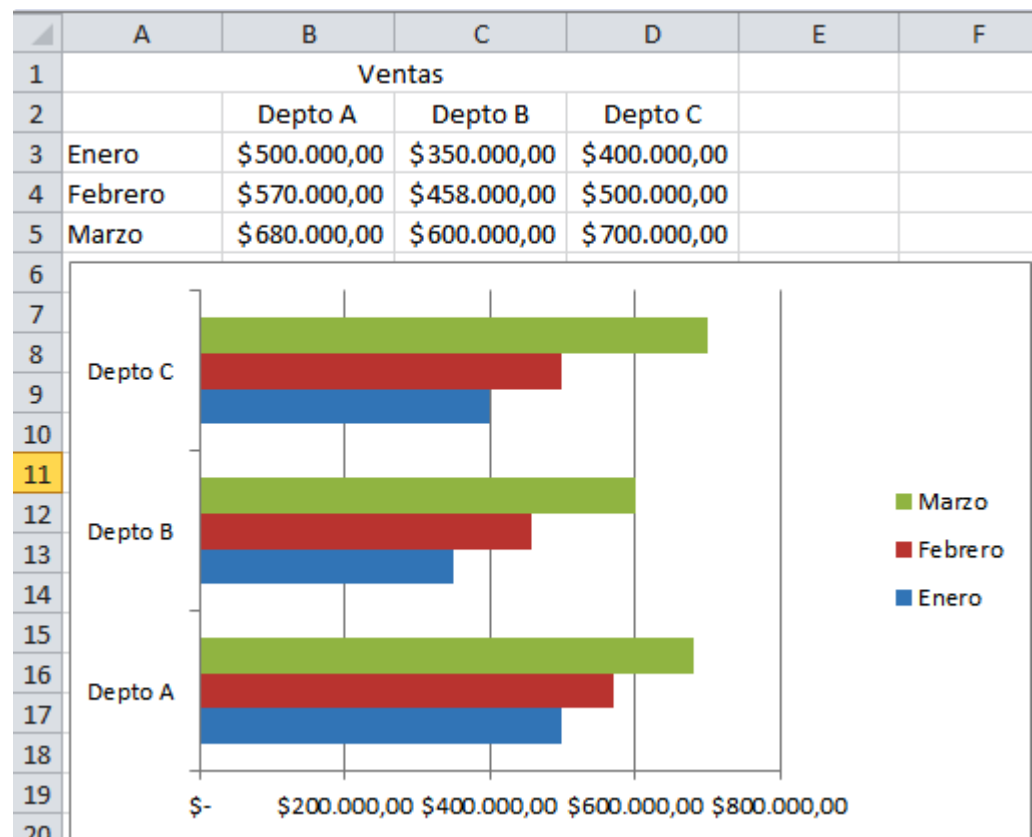 A B C D E F
1 Ventas
2 Depto A Depto B Depto C
3 Enero $500.000,00 $350.000,00 $400.000,00
4 Febrero $570.000,00 $458.000,00 $500.000,00
5 Marzo $680.000,00 $600.000,00 $700.000,00
6
7
8
Depto C
9
10
11
Marzo
12
Depto B
13
Febrero
14
Enero
15
16
Depto A
17
18
19
$- $200.000,00 $400.000,00 $600.000,00 $800.000,00
20